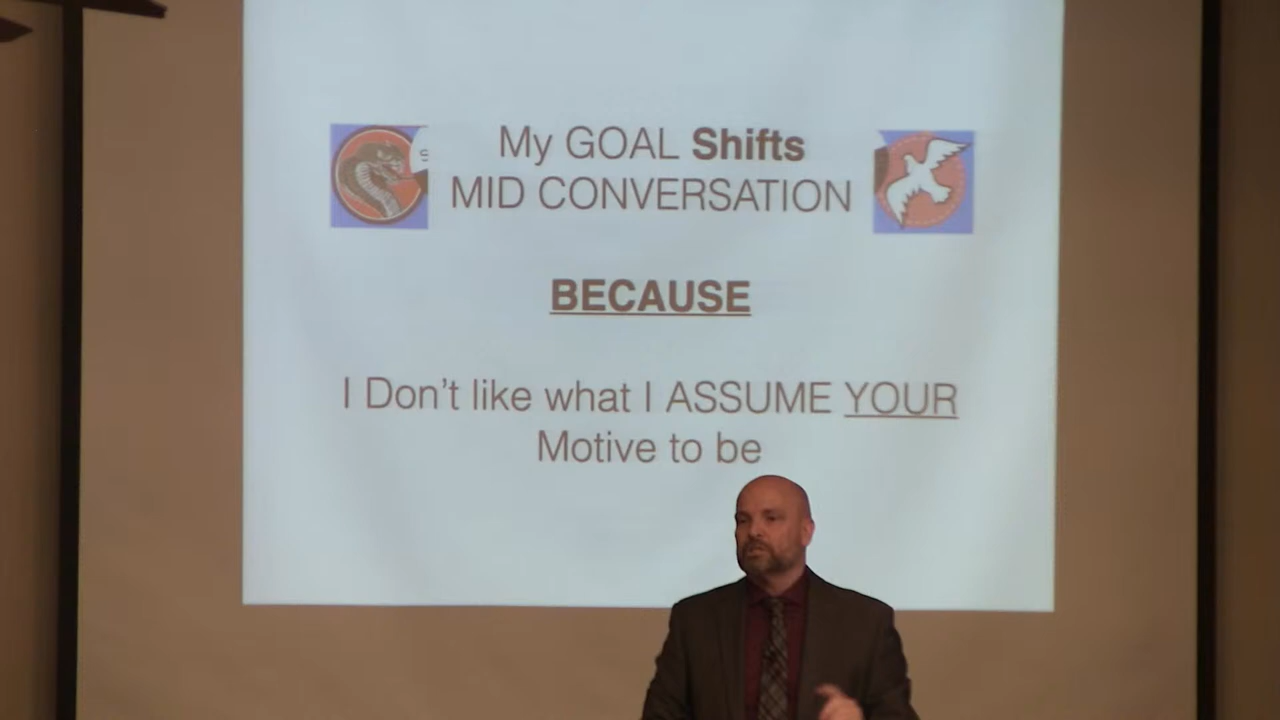 My GOAL Shifts
MID CONVERSATION
BECAUSE
I Don't like what I ASSUME YOUR
Motive to be